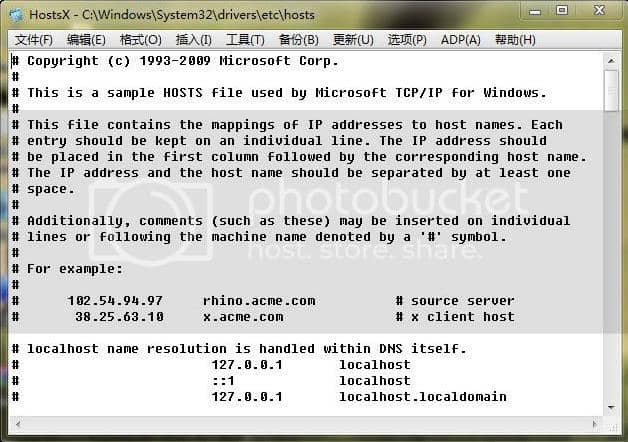 HostsX - C:\Windows\System32\drivers\etc\hosts
文件(F) 编辑(E) 格式(O) 插入(I) 工具(T) 备份(B) 更新(U) 选项(P) ADP(A) 帮助(H)
# Copyright (c) 1993-2009 Microsoft Corp.
#
# This is a sample HOSTS file used by Microsoft TCP/IP for Windows.
#
# This file contains the mappings of IP addresses to host names. Each
# entry should be kept on an individual line. The IP address should
# be placed in the first column followed by the corresponding host name.
# The IP address and the host name should be separated by at least one
# space.
#
# Additionally, comments (such as these) may be inserted on individual
# lines or following the machine name denoted by a '#' symbol.
#
# For example:
#
# 102.54.94.97 rhino.acme.com # source server
# 38.25.63.10 x.acme.com # x client host
# localhost name resolution is handled within DNS itself.
# 127.0.0.1 localhost
# ::1 localhost
# 127.0.0.1 localhost.localdomain
photobucket
host. store. share.